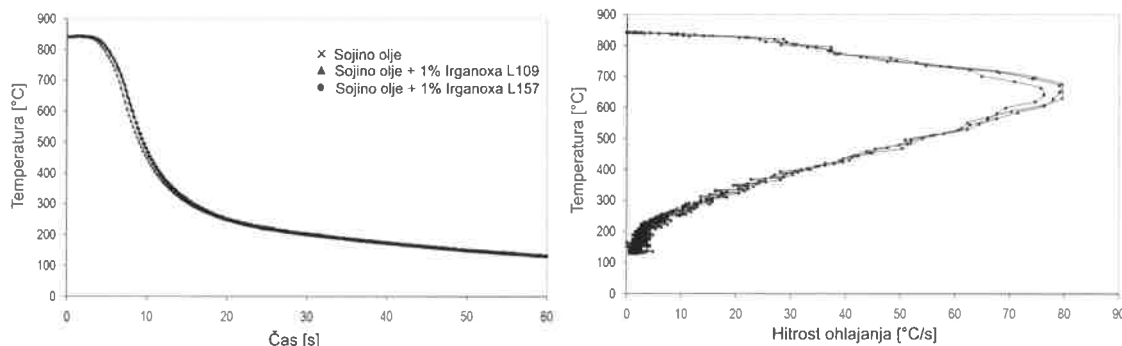 900
800
700
600
500
400
300
200
100
0
Temperatura [°C]
× Sojino olje
▲ Sojino olje + 1% Irganoxa L109
● Sojino olje + 1% Irganoxa L157
0 10 20 30 40 50 60
Čas [s]
900
800
700
600
500
400
300
200
100
0
Temperatura [°C]
0 10 20 30 40 50 60 70 80 90
Hitrost ohlajanja [°C/s]